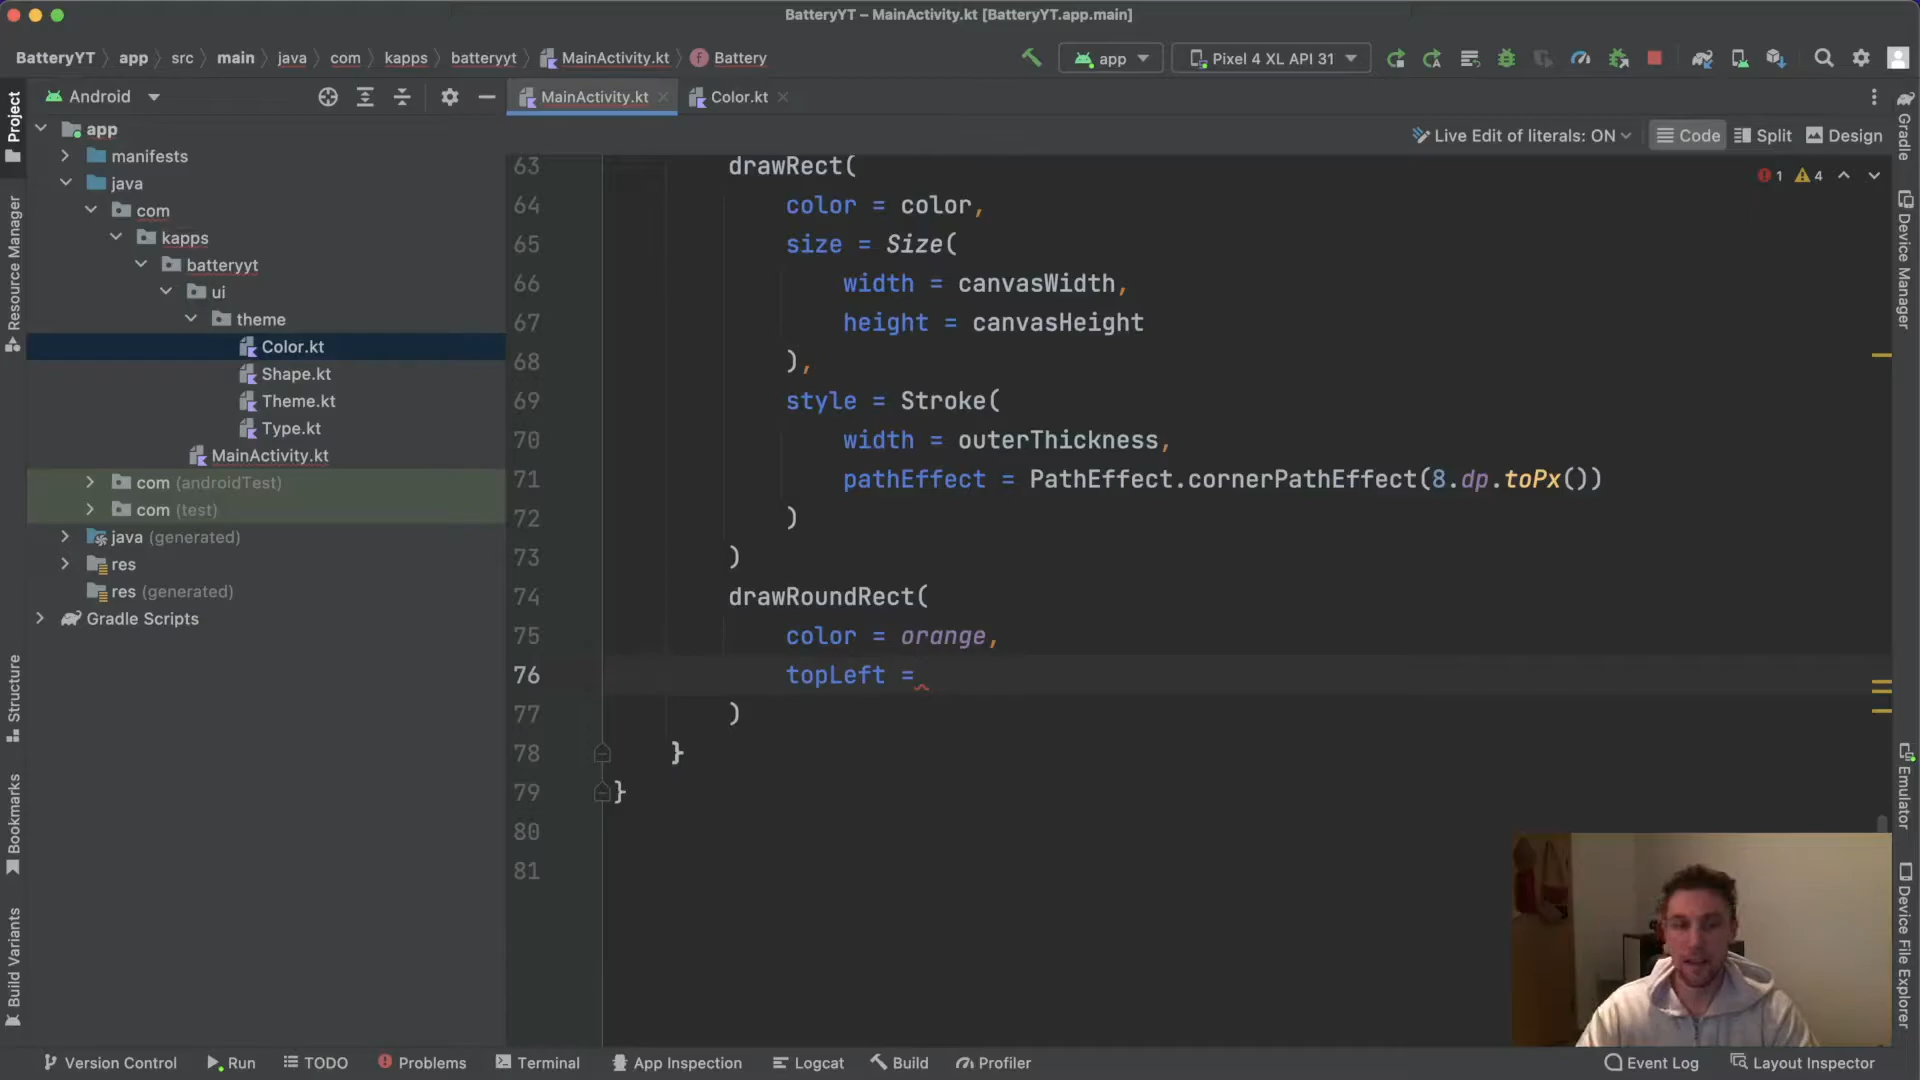 BatteryYT – MainActivity.kt [BatteryYT.app.main]
BatteryYT app src main java com kapps batteryyt MainActivity.kt Battery
app
Pixel 4 XL API 31
Android
MainActivity.kt
Color.kt
Live Edit of literals: ON
Code
Split
Design
1
4
Project
Resource Manager
Structure
Bookmarks
Build Variants
app
manifests
java
com
kapps
batteryyt
ui
theme
Color.kt
Shape.kt
Theme.kt
Type.kt
MainActivity.kt
com (androidTest)
com (test)
java (generated)
res
res (generated)
Gradle Scripts
63 drawRect(
64 color = color,
65 size = Size(
66 width = canvasWidth,
67 height = canvasHeight
68 ),
69 style = Stroke(
70 width = outerThickness,
71 pathEffect = PathEffect.cornerPathEffect(8.dp.toPx())
72 )
73 )
74 drawRoundRect(
75 color = orange,
76 topLeft =
77 )
78 }
79 }
80
81
Gradle
Device Manager
Emulator
Device File Explorer
Version Control
Run
TODO
Problems
Terminal
App Inspection
Logcat
Build
Profiler
Event Log
Layout Inspector